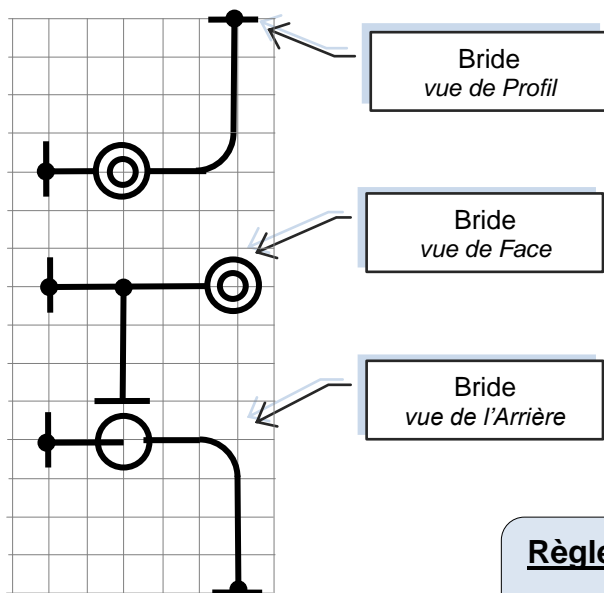 Bride
vue de Profil
Bride
vue de Face
Bride
vue de l’Arrière
Règle